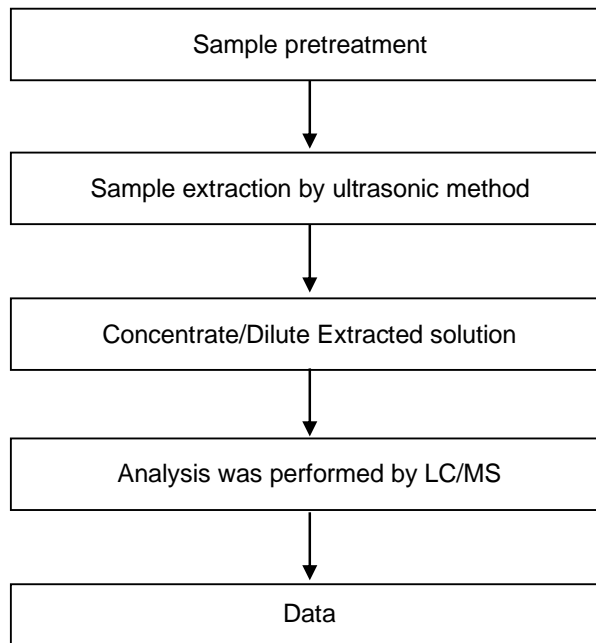 Sample pretreatment
Sample extraction by ultrasonic method
Concentrate/Dilute Extracted solution
Analysis was performed by LC/MS
Data